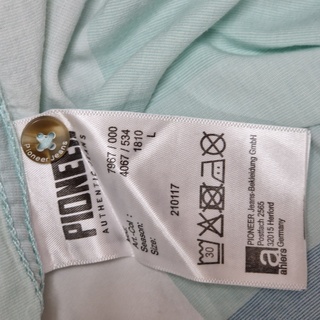 Pioneer Jeans
PIONEER
AUTHENTIC JEANS
7967 / 000
Art.-Col.: 4067 / 534
Season: 1810
Size: L
210117
30
PIONEER, Jeans-Bekleidung GmbH
Postfach 2565
32015 Herford
Germany
a
ahlers